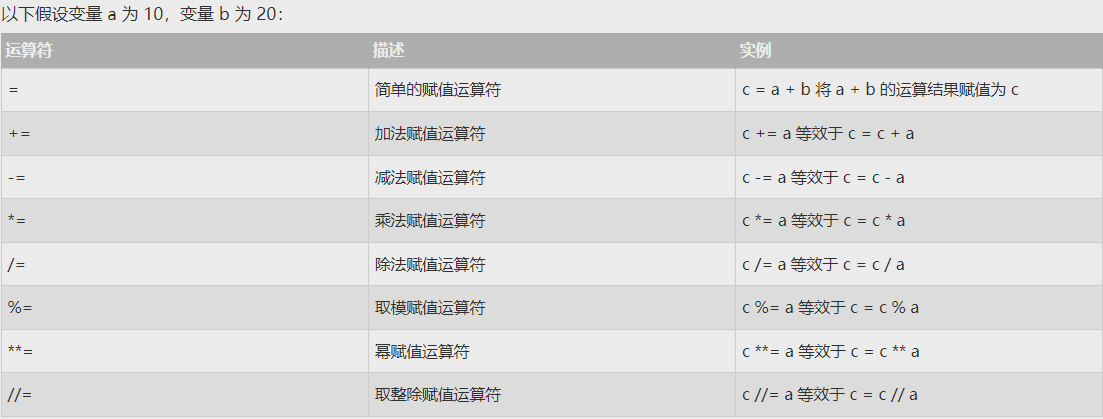 以下假设变量 a 为 10，变量 b 为 20：
运算符 描述 实例
= 简单的赋值运算符 c = a + b 将 a + b 的运算结果赋值为 c
+= 加法赋值运算符 c += a 等效于 c = c + a
-= 减法赋值运算符 c -= a 等效于 c = c - a
*= 乘法赋值运算符 c *= a 等效于 c = c * a
/= 除法赋值运算符 c /= a 等效于 c = c / a
%= 取模赋值运算符 c %= a 等效于 c = c % a
**= 幂赋值运算符 c **= a 等效于 c = c ** a
//= 取整除赋值运算符 c //= a 等效于 c = c // a